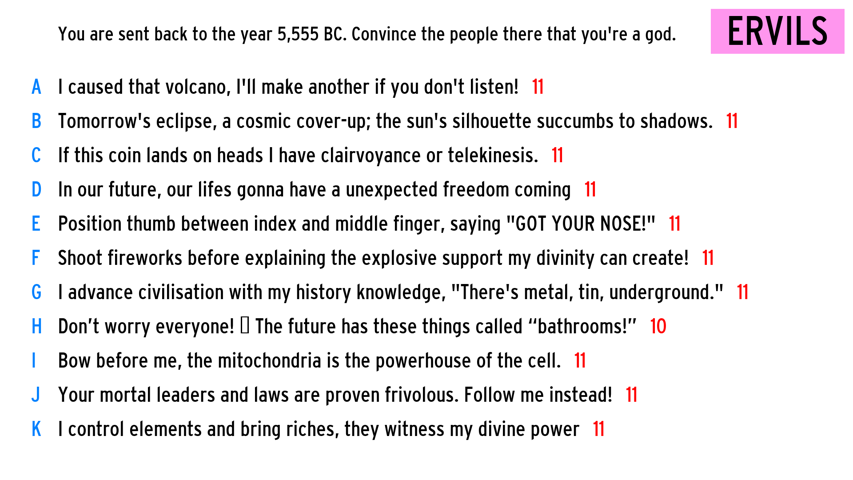 You are sent back to the year 5,555 BC. Convince the people there that you're a god.
ERVILS
A I caused that volcano, I'll make another if you don't listen! 11
B Tomorrow's eclipse, a cosmic cover-up; the sun's silhouette succumbs to shadows. 11
C If this coin lands on heads I have clairvoyance or telekinesis. 11
D In our future, our lifes gonna have a unexpected freedom coming 11
E Position thumb between index and middle finger, saying "GOT YOUR NOSE!" 11
F Shoot fireworks before explaining the explosive support my divinity can create! 11
G I advance civilisation with my history knowledge, "There's metal, tin, underground." 11
H Don’t worry everyone! ▯ The future has these things called “bathrooms!” 10
I Bow before me, the mitochondria is the powerhouse of the cell. 11
J Your mortal leaders and laws are proven frivolous. Follow me instead! 11
K I control elements and bring riches, they witness my divine power 11